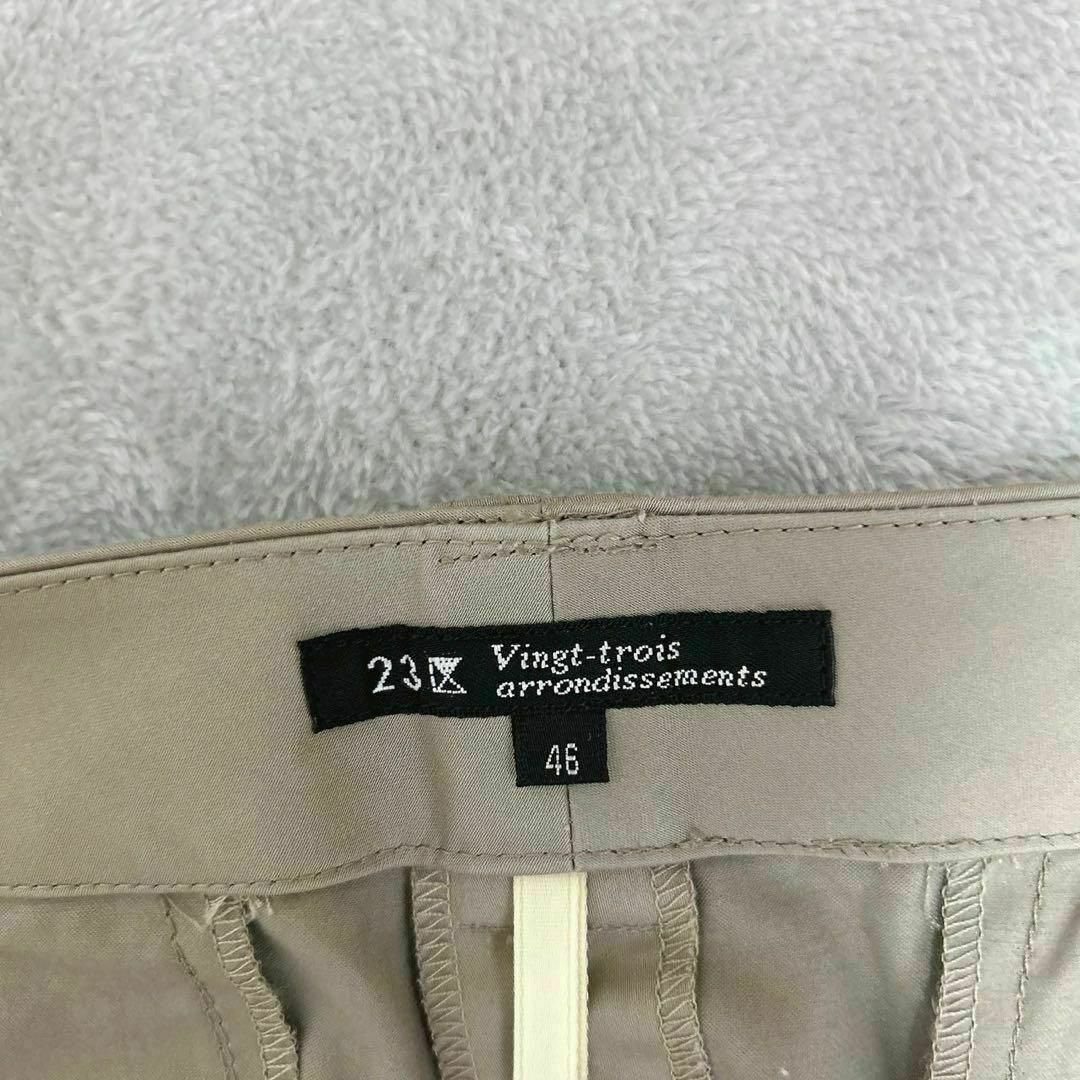 23区 Vingt-trois
arrondissements
46